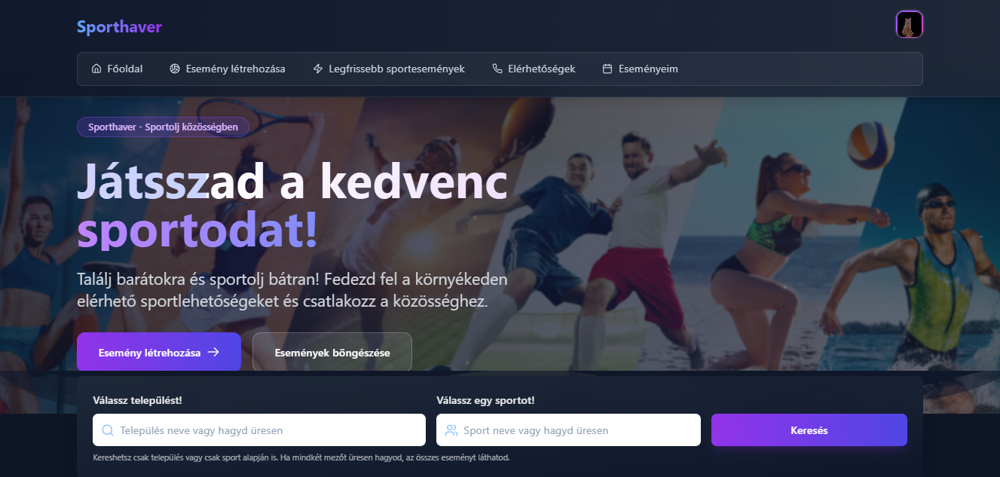 Sporthaver
Főoldal
Esemény létrehozása
Legfrissebb sportesemények
Elérhetőségek
Eseményeim
Sporthaver - Sportolj közösségben
Játsszad a kedvenc
sportodat!
Találj barátokra és sportolj bátran! Fedezd fel a környékeden
elérhető sportlehetőségeket és csatlakozz a közösséghez.
Esemény létrehozása
Események böngészése
Válassz települést!
Válassz egy sportot!
Település neve vagy hagyd üresen
Sport neve vagy hagyd üresen
Keresés
Kereshetsz csak település vagy csak sport alapján is. Ha mindkét mezőt üresen hagyod, az összes eseményt láthatod.